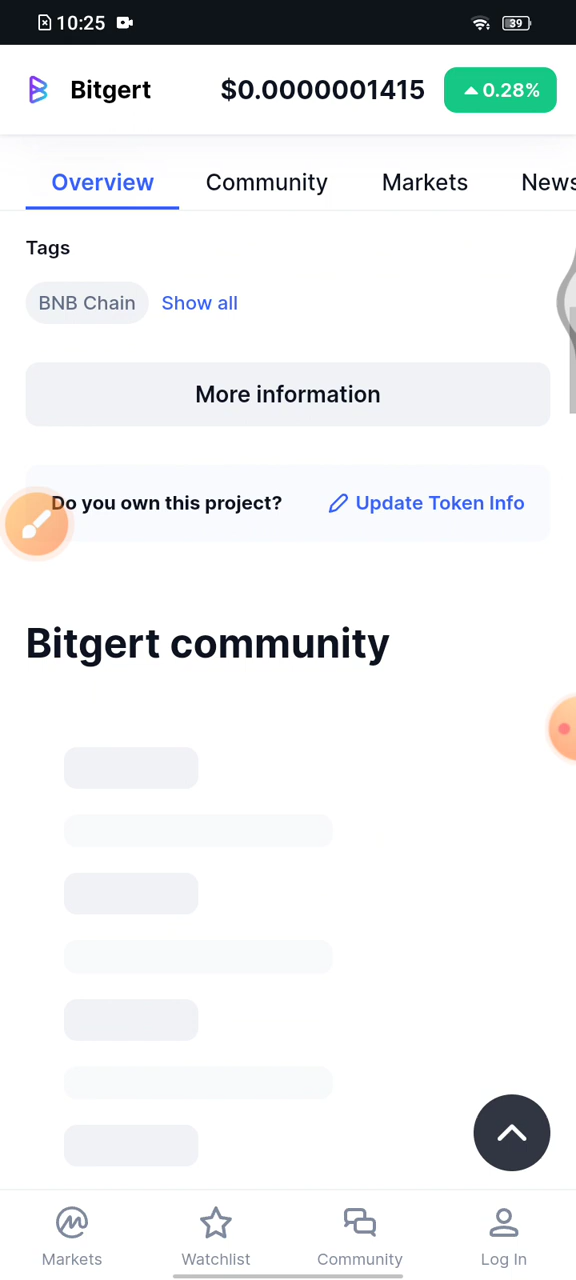 10:25
39
Bitgert
$0.0000001415
0.28%
Overview Community Markets News
Tags
BNB Chain Show all
More information
Do you own this project? Update Token Info
Bitgert community
Markets Watchlist Community Log In